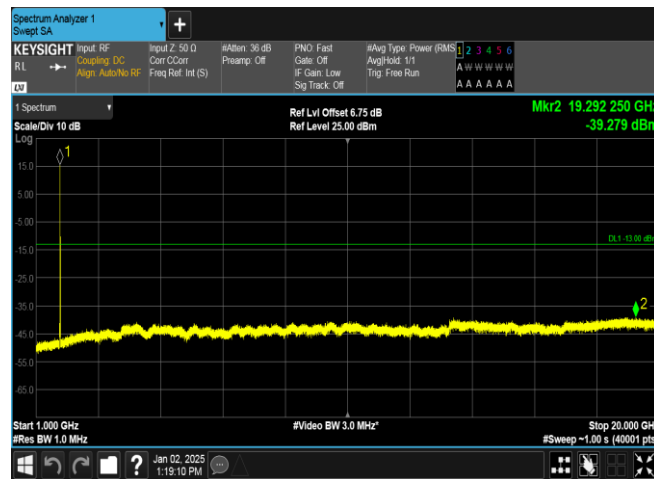 Spectrum Analyzer 1
Swept SA
KEYSIGHT
RL
LXI
Input: RF
Coupling: DC
Align: Auto/No RF
Input Z: 50 Ω
Corr CCorr
Freq Ref: Int (S)
#Atten: 36 dB
Preamp: Off
PNO: Fast
Gate: Off
IF Gain: Low
Sig Track: Off
#Avg Type: Power (RMS
Avg|Hold: 1/1
Trig: Free Run
1 2 3 4 5 6
A W W W W W
A A A A A A
1 Spectrum
Scale/Div 10 dB
Ref Lvl Offset 6.75 dB
Ref Level 25.00 dBm
Mkr2 19.292 250 GHz
-39.279 dBm
Log
1
15.0
5.00
-5.00
DL1 -13.00 dBm
-15.0
-25.0
2
-35.0
-45.0
-55.0
-65.0
Start 1.000 GHz
#Video BW 3.0 MHz*
Stop 20.000 GHz
#Res BW 1.0 MHz
#Sweep ~1.00 s (40001 pts
?
Jan 02, 2025
1:19:10 PM